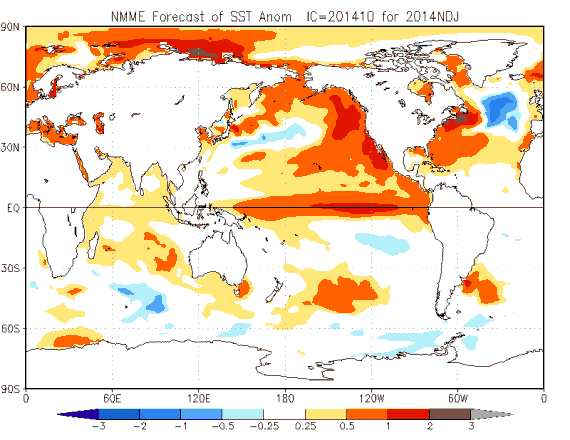 NMME Forecast of SST Anom IC=201410 for 2014NDJ
90N
60N
30N
EQ
30S
60S
90S
0 60E 120E 180 120W 60W 0
-3 -2 -1 -0.5 -0.25 0.25 0.5 1 2 3